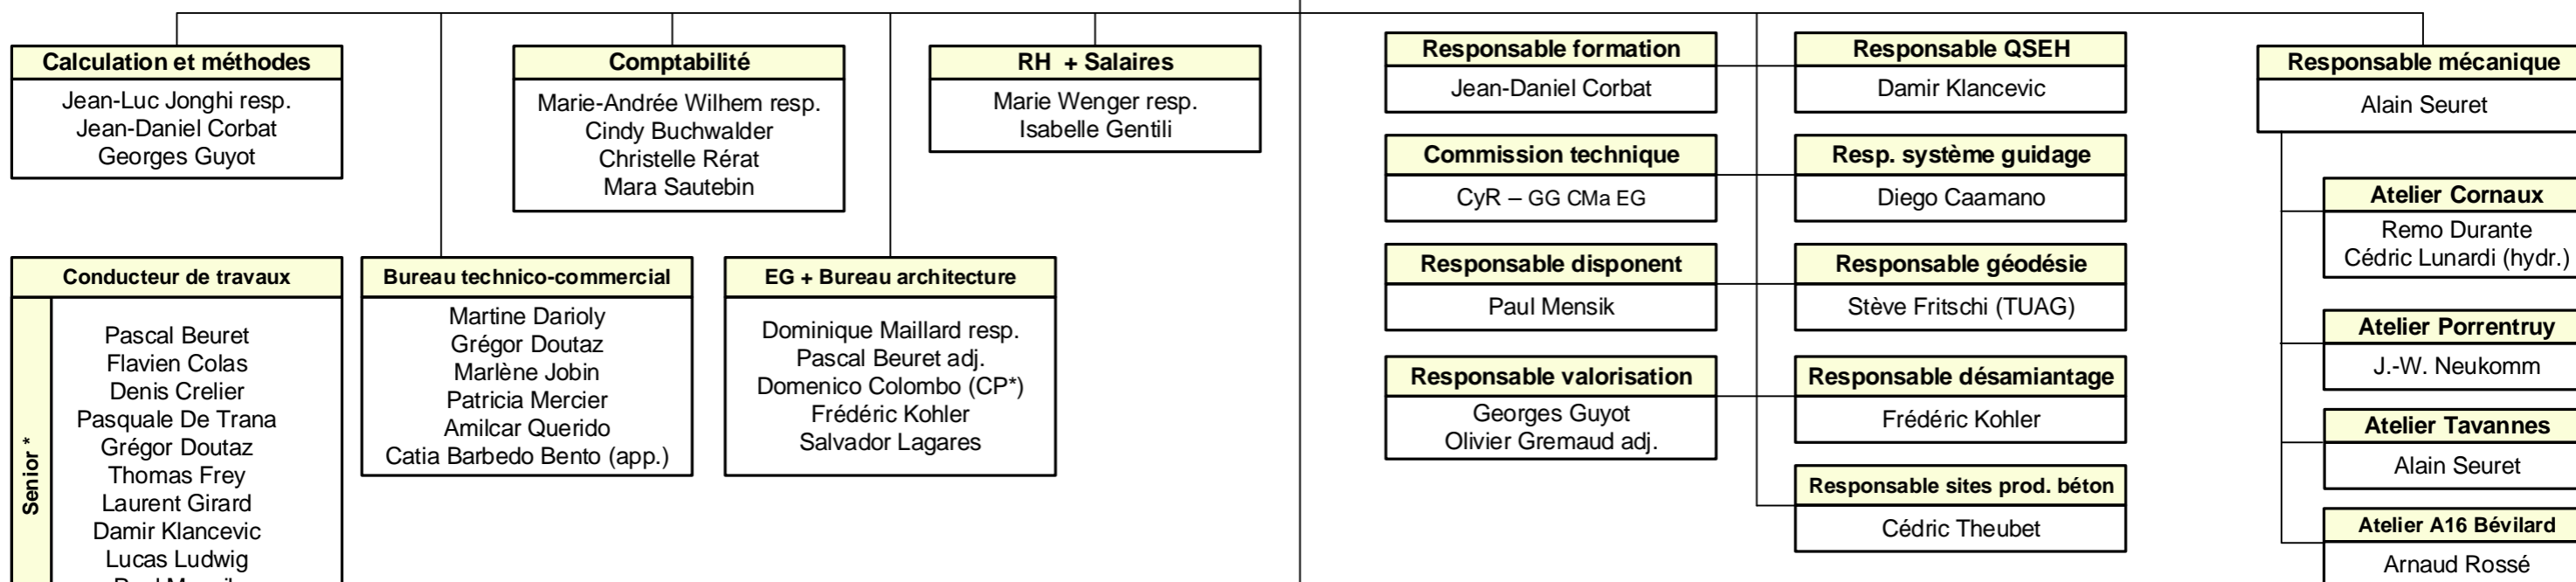 Calculation et méthodes
Jean-Luc Jonghi resp.
Jean-Daniel Corbat
Georges Guyot
Comptabilité
Marie-Andrée Wilhem resp.
Cindy Buchwalder
Christelle Rérat
Mara Sautebin
RH + Salaires
Marie Wenger resp.
Isabelle Gentili
Conducteur de travaux
Senior *
Pascal Beuret
Flavien Colas
Denis Crelier
Pasquale De Trana
Grégor Doutaz
Thomas Frey
Laurent Girard
Damir Klancevic
Lucas Ludwig
Bureau technico-commercial
Martine Darioly
Grégor Doutaz
Marlène Jobin
Patricia Mercier
Amilcar Querido
Catia Barbedo Bento (app.)
EG + Bureau architecture
Dominique Maillard resp.
Pascal Beuret adj.
Domenico Colombo (CP*)
Frédéric Kohler
Salvador Lagares
Responsable formation
Jean-Daniel Corbat
Commission technique
CyR – GG CMa EG
Responsable disponent
Paul Mensik
Responsable valorisation
Georges Guyot
Olivier Gremaud adj.
Responsable QSEH
Damir Klancevic
Resp. système guidage
Diego Caamano
Responsable géodésie
Stève Fritschi (TUAG)
Responsable désamiantage
Frédéric Kohler
Responsable sites prod. béton
Cédric Theubet
Responsable mécanique
Alain Seuret
Atelier Cornaux
Remo Durante
Cédric Lunardi (hydr.)
Atelier Porrentruy
J.-W. Neukomm
Atelier Tavannes
Alain Seuret
Atelier A16 Bévilard
Arnaud Rossé